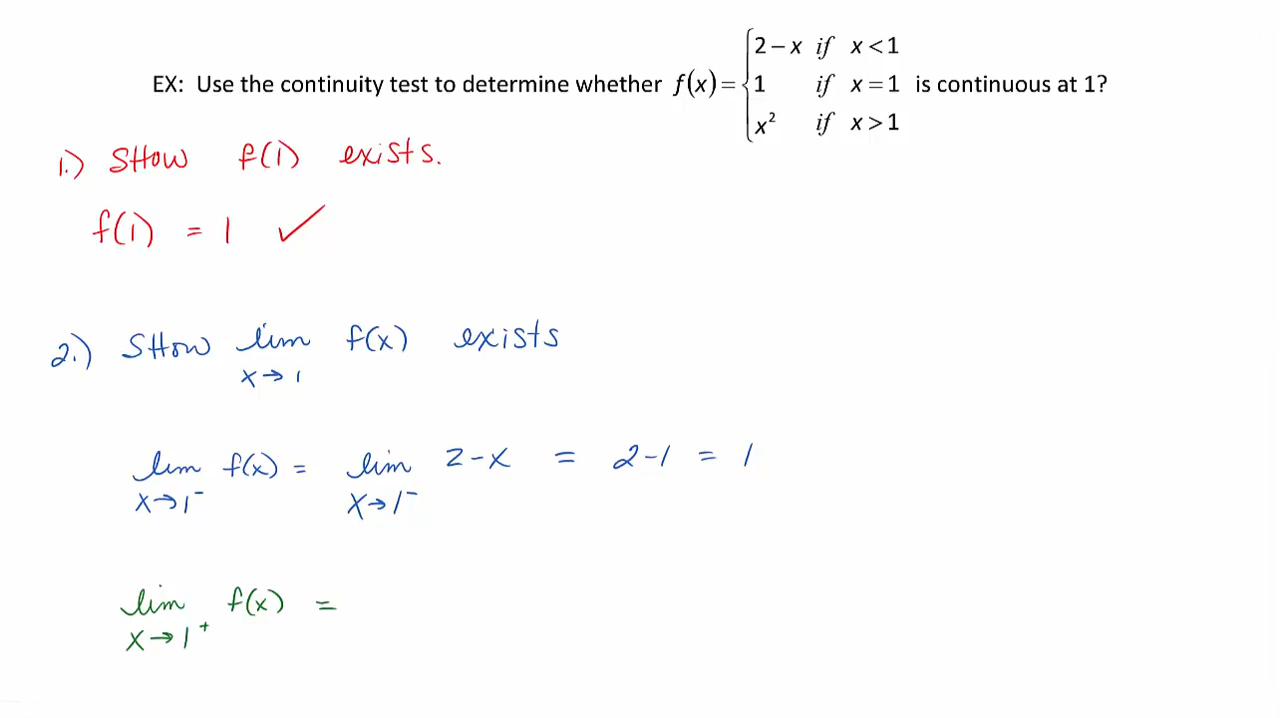 EX: Use the continuity test to determine whether f(x) = { 2 − x if x < 1
1 if x = 1 is continuous at 1?
x² if x > 1
1.) SHow f(1) exists.
f(1) = 1 ✓
2.) SHow lim f(x) exists
x → 1
lim f(x) = lim 2 - x = 2 - 1 = 1
x → 1⁻ x → 1⁻
lim f(x) =
x → 1⁺